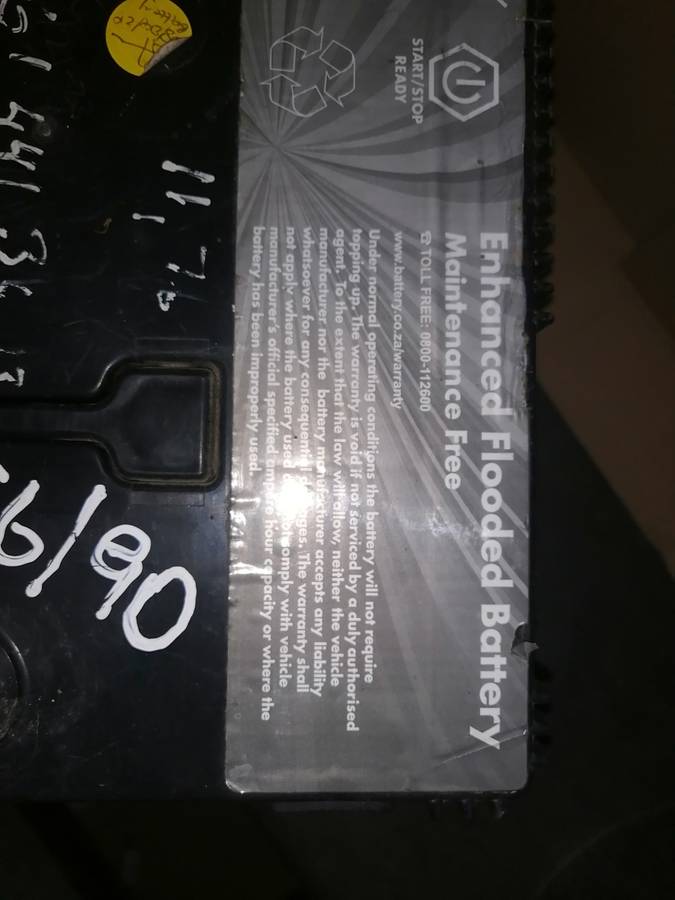 START/STOP
READY
Enhanced Flooded Battery
Maintenance Free
☎ TOLL FREE: 0800-112600
www.battery.co.za/warranty
Under normal operating conditions the battery will not require
topping up. The warranty is void if not serviced by a duly authorised
agent. To the extent that the law will allow, neither the vehicle
manufacturer nor the battery manufacturer accepts any liability
whatsoever for any consequential damages. The warranty shall
not apply where the battery used does not comply with vehicle
manufacturer's official specified ampere hour capacity or where the
battery has been improperly used.
11,76
6/90